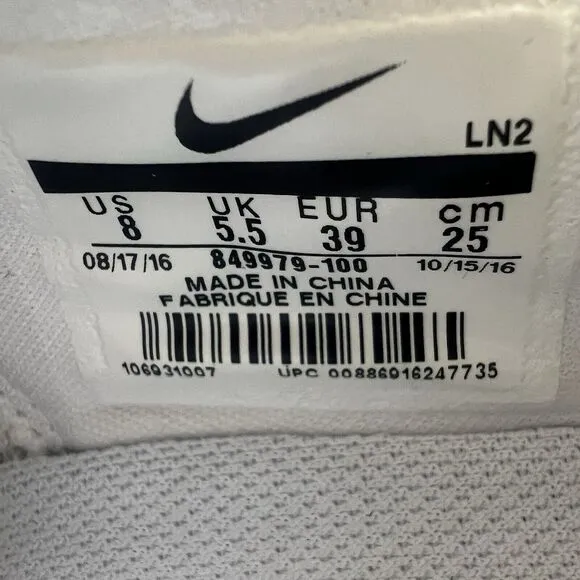 LN2
US UK EUR cm
8 5.5 39 25
08/17/16 849979-100 10/15/16
MADE IN CHINA
FABRIQUE EN CHINE
106931007 UPC 00886916247735